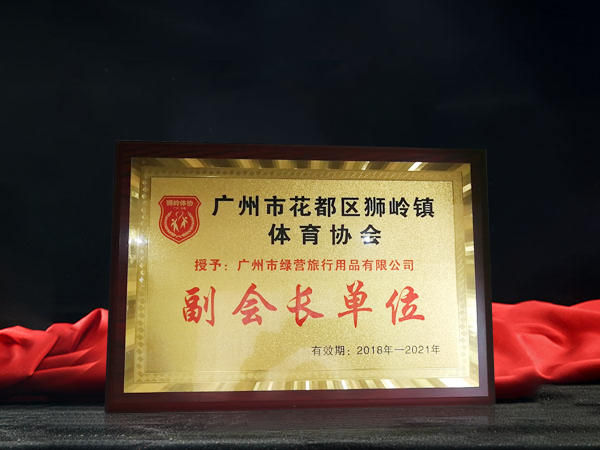 狮岭体协
广州市花都区狮岭镇
体育协会
授予：广州市绿营旅行用品有限公司
副会长单位
有效期：2018年—2021年